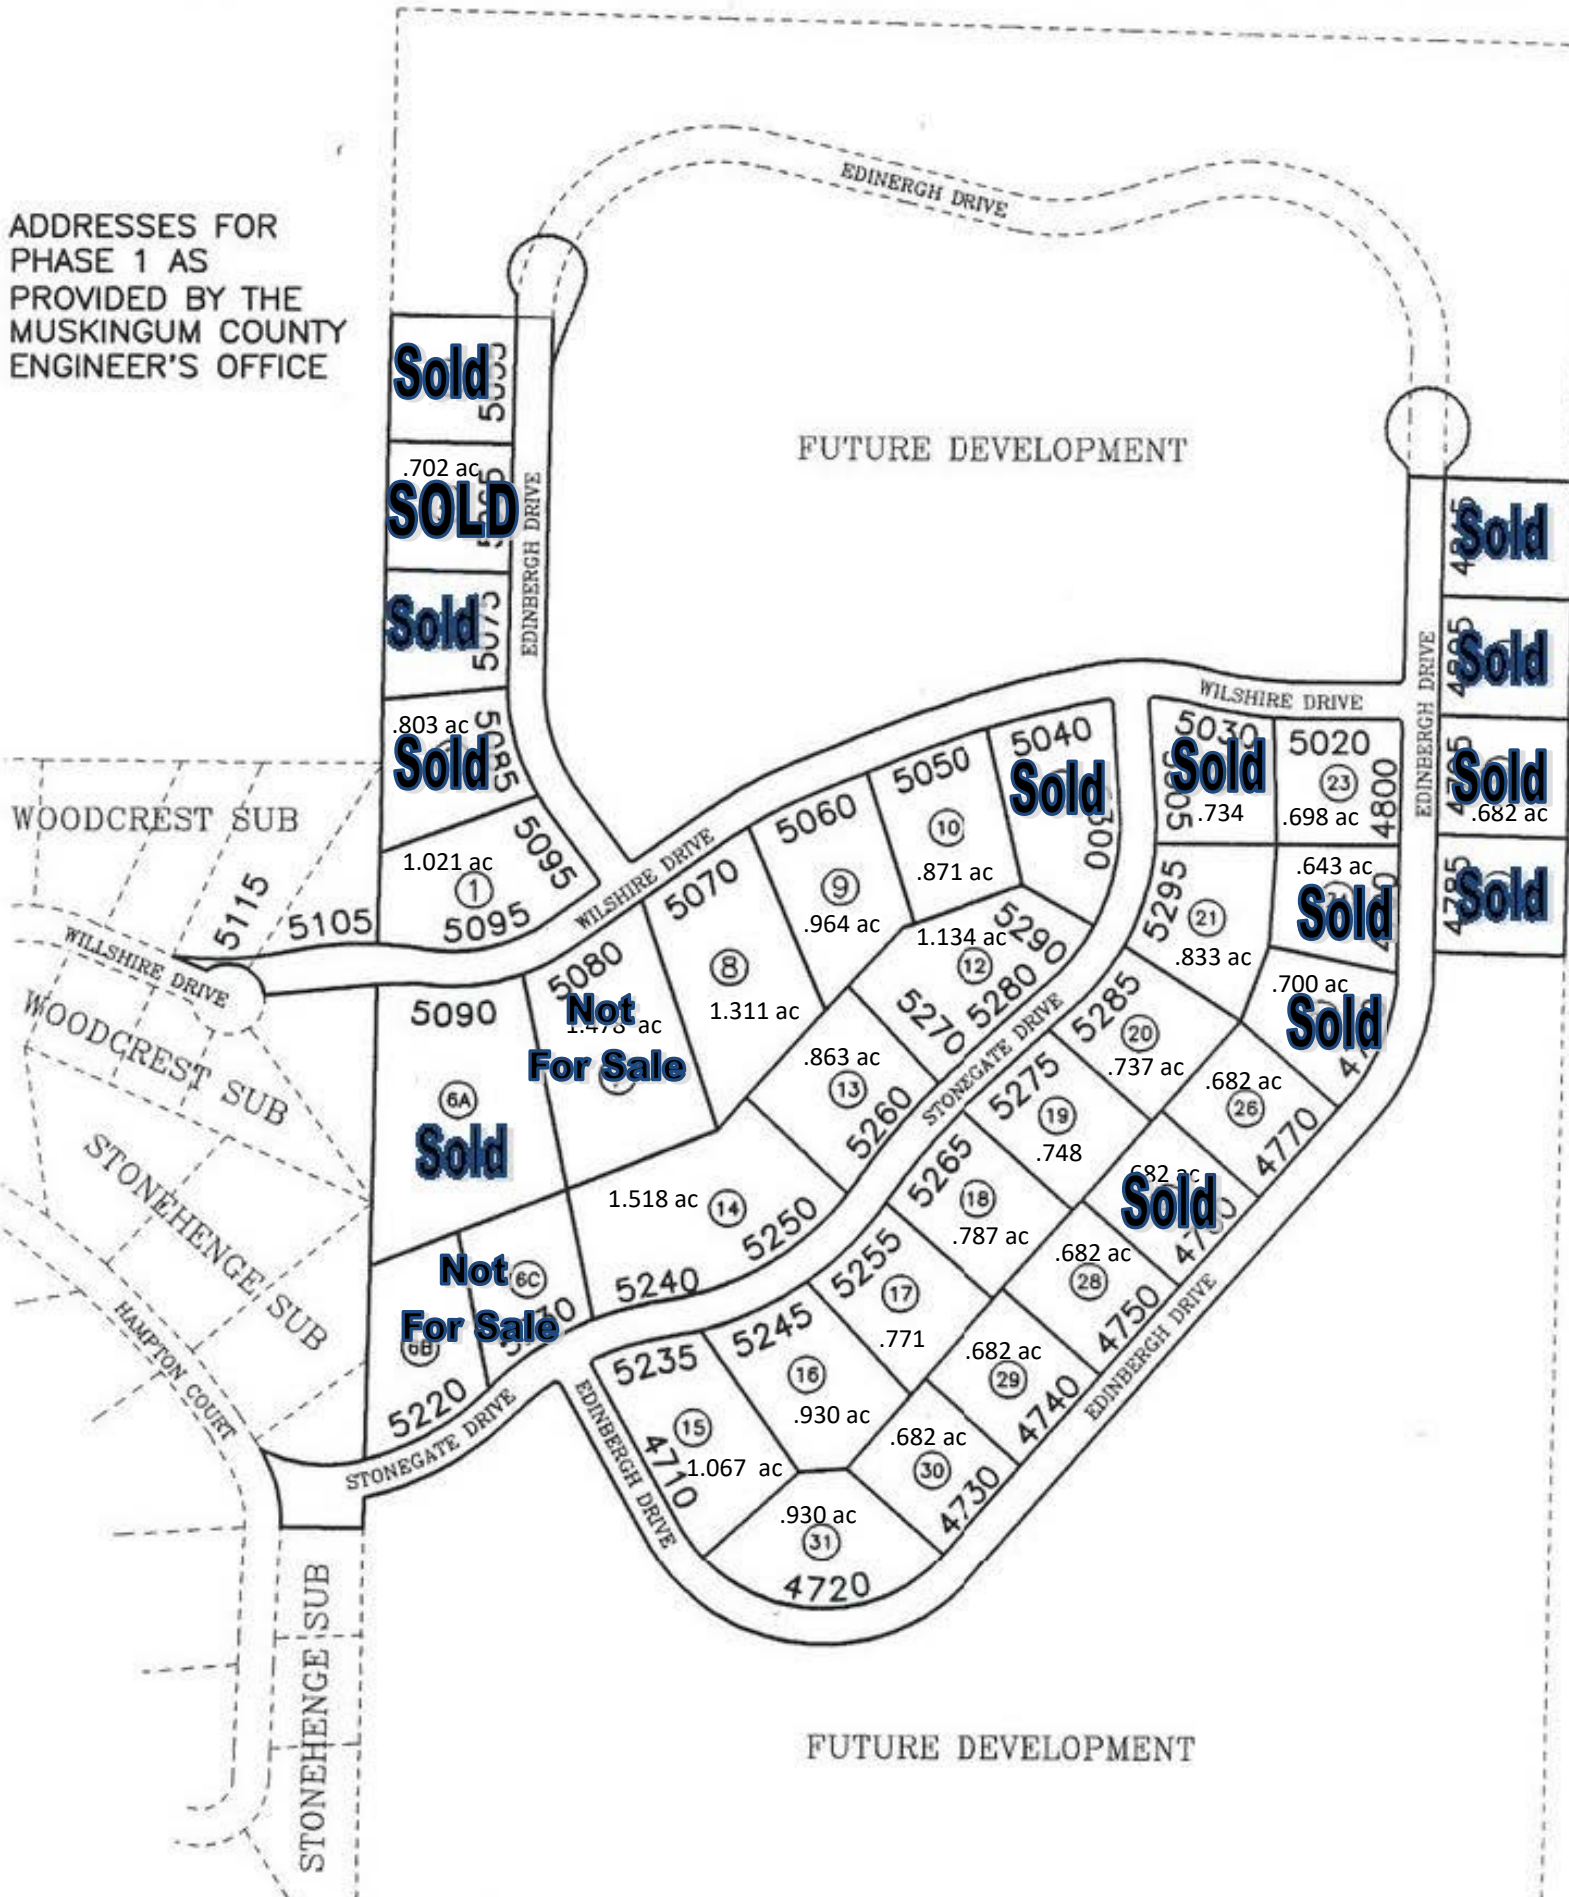 EDINERGH DRIVE
ADDRESSES FOR
PHASE 1 AS
PROVIDED BY THE
MUSKINGUM COUNTY
ENGINEER'S OFFICE
Sold
FUTURE DEVELOPMENT
.702 ac
SOLD
EDINBERGH DRIVE
Sold
5075
Sold
Sold
.803 ac
5085
Sold
1.021 ac
1
5095
5095
WOODCREST SUB
5115
5105
WILLSHIRE DRIVE
WOODCREST SUB
STONEHENGE SUB
HAMPTON COURT
STONEHENGE SUB
WILSHIRE DRIVE
WILSHIRE DRIVE
EDINBERGH DRIVE
5040
Sold
5030
Sold
.734
5020
23
.698 ac
4800
Sold
.682 ac
Sold
4785
5050
10
.871 ac
5060
9
.964 ac
5070
8
1.311 ac
5080
Not
For Sale
5090
6A
Sold
1.134 ac
12
5290
5280
5270
5295
21
.833 ac
.643 ac
Sold
.700 ac
Sold
.863 ac
13
5260
STONEGATE DRIVE
5285
20
.737 ac
5275
19
.748
.682 ac
26
4770
5265
18
.787 ac
Sold
1.518 ac
14
5250
5240
5255
17
.771
.682 ac
28
4750
Not
For Sale
6C
6B
5220
STONEGATE DRIVE
5245
16
.930 ac
.682 ac
29
4740
EDINBERGH DRIVE
5235
15
4710
1.067 ac
EDINBERGH DRIVE
.682 ac
30
4730
.930 ac
31
4720
FUTURE DEVELOPMENT